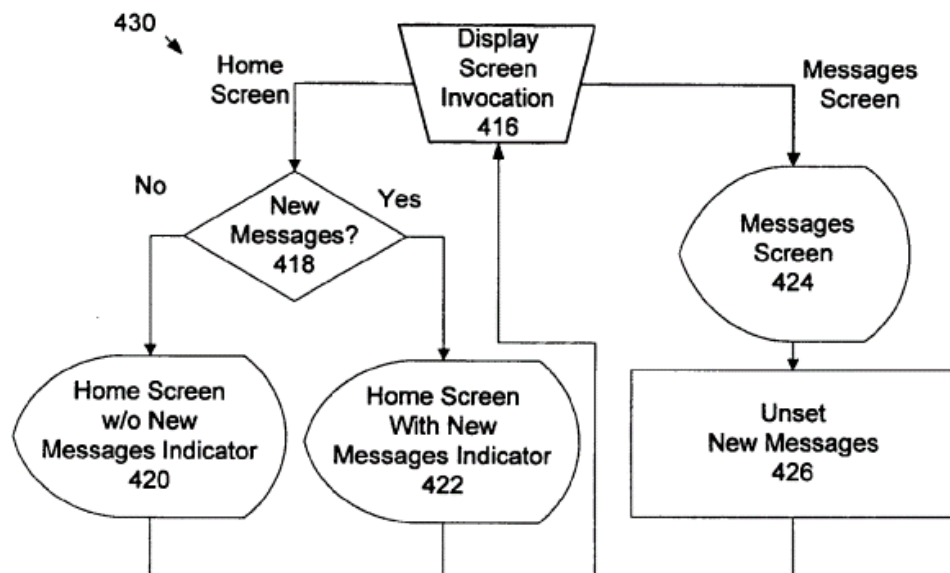 430
Display
Screen
Invocation
416
Home
Screen
Messages
Screen
No
Yes
New
Messages?
418
Messages
Screen
424
Home Screen
w/o New
Messages Indicator
420
Home Screen
With New
Messages Indicator
422
Unset
New Messages
426